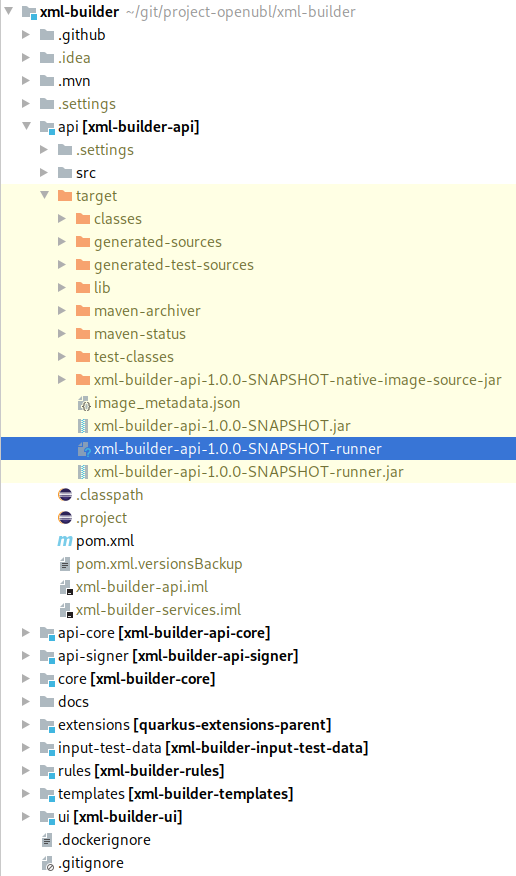 xml-builder ~/git/project-openubl/xml-builder
.github
.idea
.mvn
.settings
api [xml-builder-api]
.settings
src
target
classes
generated-sources
generated-test-sources
lib
maven-archiver
maven-status
test-classes
xml-builder-api-1.0.0-SNAPSHOT-native-image-source-jar
image_metadata.json
xml-builder-api-1.0.0-SNAPSHOT.jar
xml-builder-api-1.0.0-SNAPSHOT-runner
xml-builder-api-1.0.0-SNAPSHOT-runner.jar
.classpath
.project
pom.xml
pom.xml.versionsBackup
xml-builder-api.iml
xml-builder-services.iml
api-core [xml-builder-api-core]
api-signer [xml-builder-api-signer]
core [xml-builder-core]
docs
extensions [quarkus-extensions-parent]
input-test-data [xml-builder-input-test-data]
rules [xml-builder-rules]
templates [xml-builder-templates]
ui [xml-builder-ui]
.dockerignore
.gitignore